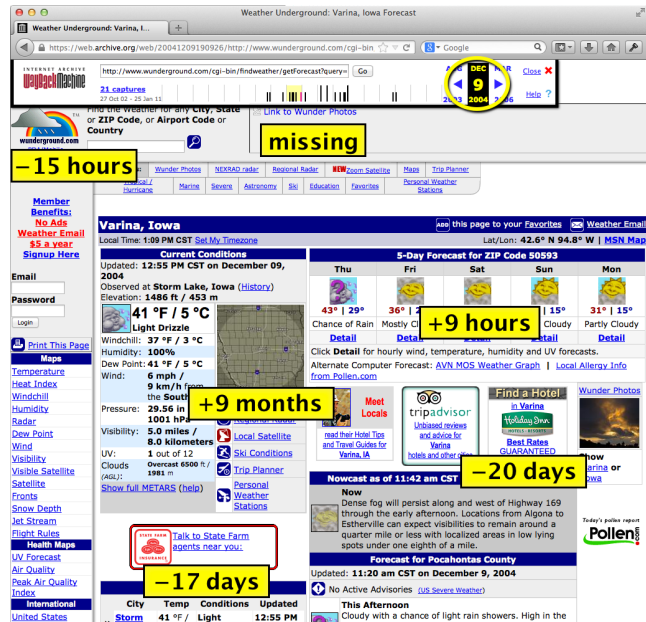 Weather Underground: Varina, Iowa Forecast
Weather Underground: Varina, I...
https://web.archive.org/web/20041209190926/http://www.wunderground.com/cgi-bin
Google
INTERNET ARCHIVE
WayBackMachine
http://www.wunderground.com/cgi-bin/findweather/getForecast?query=
Go
21 captures
27 Oct 02 - 25 Jan 11
AUG DEC MAR
9
2003 2004 2006
Close
Help ?
Find the Weather for any City, State
or ZIP Code, or Airport Code or
Country
Link to Wunder Photos
missing
wunderground.com
−15 hours
Wunder Photos NEXRAD radar Regional Radar NEW Zoom Satellite Maps Trip Planner
Tropical / Hurricane Marine Severe Astronomy Ski Education Favorites Personal Weather Stations
Member
Benefits:
No Ads
Weather Email
$5 a year
Signup Here
Email
Password
Login
Print This Page
Maps
Temperature
Heat Index
Windchill
Humidity
Radar
Dew Point
Wind
Visibility
Visible Satellite
Satellite
Fronts
Snow Depth
Jet Stream
Flight Rules
Health Maps
UV Forecast
Air Quality
Peak Air Quality
Index
International
United States
Varina, Iowa
ADD this page to your Favorites Weather Email
Local Time: 1:09 PM CST Set My Timezone
Lat/Lon: 42.6° N 94.8° W | MSN Map
Current Conditions
Updated: 12:55 PM CST on December 09,
2004
Observed at Storm Lake, Iowa (History)
Elevation: 1486 ft / 453 m
41 °F / 5 °C
Light Drizzle
Windchill: 37 °F / 3 °C
Humidity: 100%
Dew Point: 41 °F / 5 °C
Wind: 6 mph /
9 km/h from
the South
Pressure: 29.56 in
1001 hPa
Visibility: 5.0 miles /
8.0 kilometers
UV: 1 out of 12
Clouds Overcast 6500 ft /
(AGL): 1981 m
Show full METARS (help)
+9 months
Regional Radar
Local Satellite
Ski Conditions
Trip Planner
Personal
Weather
Stations
5-Day Forecast for ZIP Code 50593
Thu Fri Sat Sun Mon
43° | 29° 36° | 15° 31° | 15°
Chance of Rain Mostly Cloudy Partly Cloudy
+9 hours
Detail Detail Detail Detail Detail
Click Detail for hourly wind, temperature, humidity and UV forecasts.
Alternate Computer Forecast: AVN MOS Weather Graph | Local Allergy Info
from Pollen.com
Meet
Locals
read their Hotel Tips
and Travel Guides for
Varina, IA
tripadvisor
Unbiased reviews
and advice for
Varina
hotels and other
Find a Hotel
in Varina
Holiday Inn
HOTELS · RESORTS
Best Rates
GUARANTEED
Wunder Photos
Show
Varina or
Iowa
−20 days
Nowcast as of 11:42 am CST
Now
Dense fog will persist along and west of Highway 169
through the early afternoon. Locations from Algona to
Estherville can expect visibilities to remain around a
quarter mile or less with localized areas in low lying
spots under one eighth of a mile.
Today's pollen report
Pollen
STATE FARM
INSURANCE
Talk to State Farm
agents near you:
−17 days
City Temp Conditions Updated
Storm 41 °F / Light 12:55 PM
Forecast for Pocahontas County
Updated: 11:20 am CST on December 9, 2004
No Active Advisories (US Severe Weather)
This Afternoon
Cloudy with a chance of light rain showers. High in the